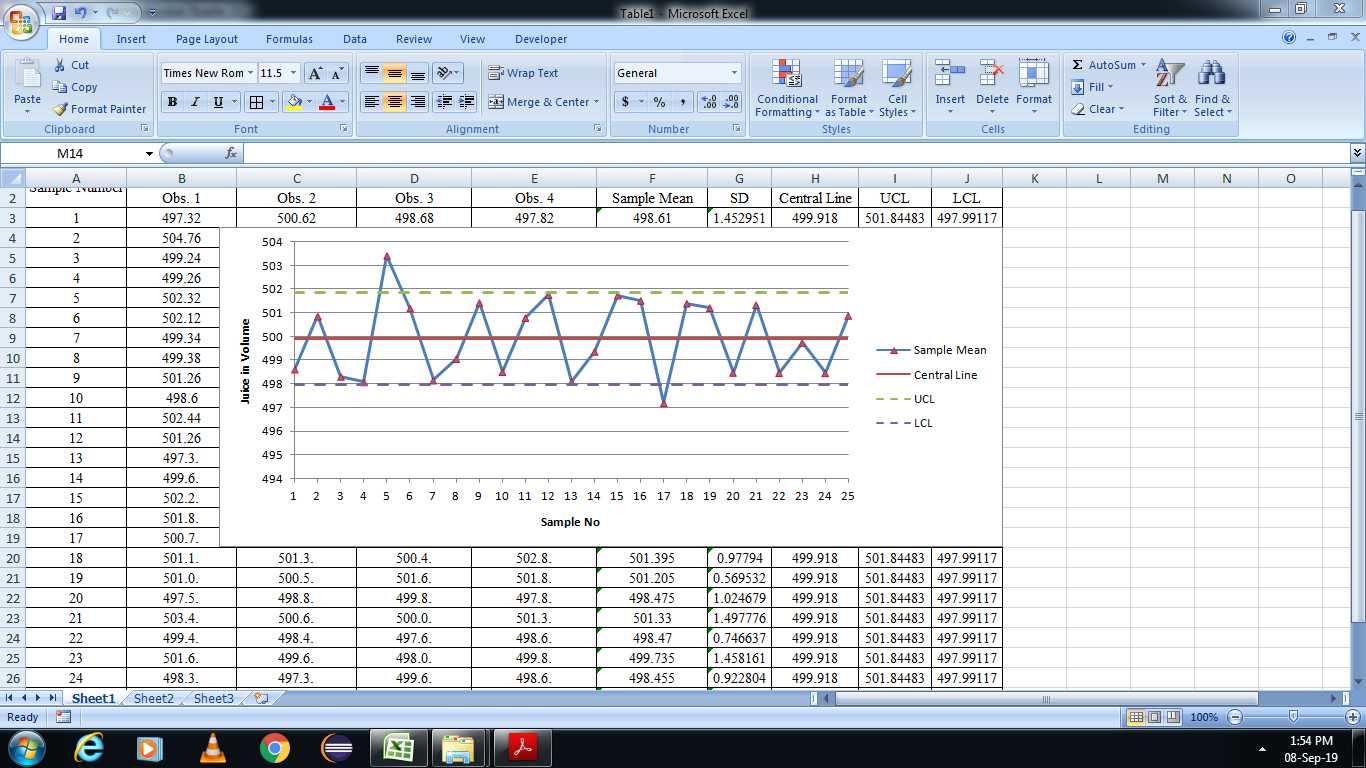 Table1 - Microsoft Excel
Home Insert Page Layout Formulas Data Review View Developer
Paste Cut Copy Format Painter
Times New Rom 11.5
B I U
Wrap Text
Merge & Center
General
$ % ,
Conditional Formatting Format as Table Cell Styles
Insert Delete Format
Σ AutoSum Fill Clear
Sort & Filter Find & Select
Clipboard Font Alignment Number Styles Cells Editing
M14 fx
A B C D E F G H I J K L M N O
Sample Number
2 Obs. 1 Obs. 2 Obs. 3 Obs. 4 Sample Mean SD Central Line UCL LCL
3 1 497.32 500.62 498.68 497.82 498.61 1.452951 499.918 501.84483 497.99117
4 2 504.76
5 3 499.24
6 4 499.26
7 5 502.32
8 6 502.12
9 7 499.34
10 8 499.38
11 9 501.26
12 10 498.6
13 11 502.44
14 12 501.26
15 13 497.3.
16 14 499.6.
17 15 502.2.
18 16 501.8.
19 17 500.7.
504
503
502
501
500
499
498
497
496
495
494
Juice in Volume
1 2 3 4 5 6 7 8 9 10 11 12 13 14 15 16 17 18 19 20 21 22 23 24 25
Sample No
Sample Mean
Central Line
UCL
LCL
20 18 501.1. 501.3. 500.4. 502.8. 501.395 0.97794 499.918 501.84483 497.99117
21 19 501.0. 500.5. 501.6. 501.8. 501.205 0.569532 499.918 501.84483 497.99117
22 20 497.5. 498.8. 499.8. 497.8. 498.475 1.024679 499.918 501.84483 497.99117
23 21 503.4. 500.6. 500.0. 501.3. 501.33 1.497776 499.918 501.84483 497.99117
24 22 499.4. 498.4. 497.6. 498.6. 498.47 0.746637 499.918 501.84483 497.99117
25 23 501.6. 499.6. 498.0. 499.8. 499.735 1.458161 499.918 501.84483 497.99117
26 24 498.3. 497.3. 499.6. 498.6. 498.455 0.922804 499.918 501.84483 497.99117
Sheet1 Sheet2 Sheet3
Ready 100%
1:54 PM
08-Sep-19